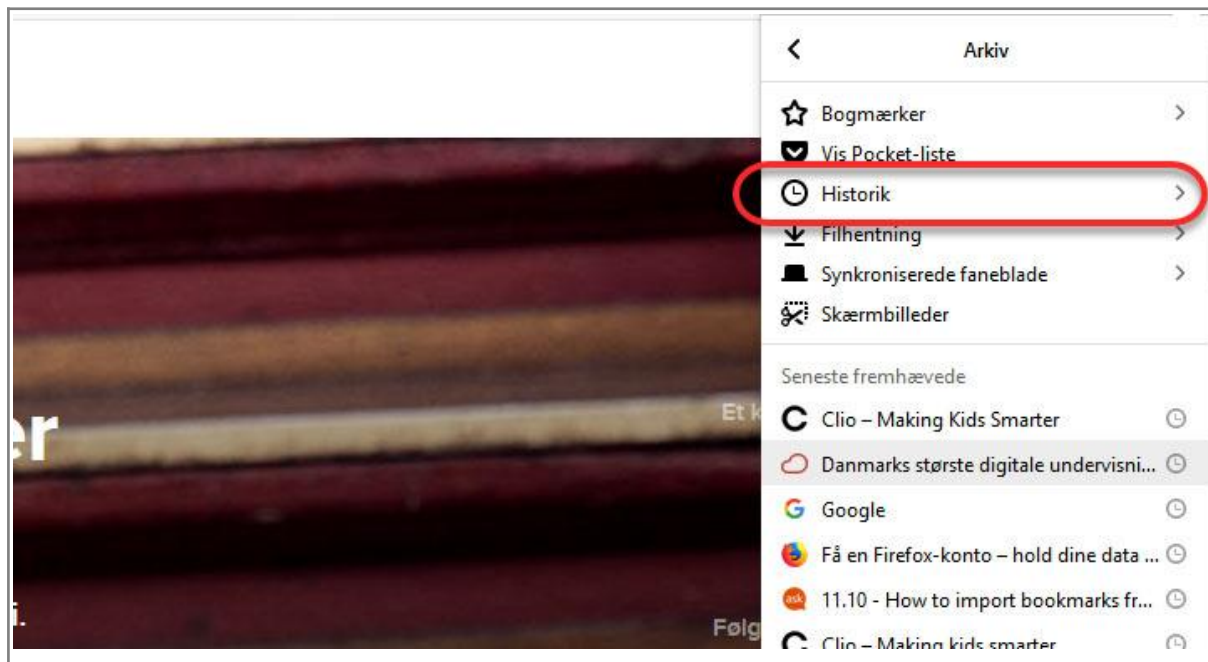 Arkiv
Bogmærker
Vis Pocket-liste
Historik
Filhentning
Synkroniserede faneblade
Skærmbilleder
Seneste fremhævede
Clio – Making Kids Smarter
Danmarks største digitale undervisni...
Google
Få en Firefox-konto – hold dine data ...
ask
11.10 - How to import bookmarks fr...
Clio – Making kids smarter
er
Et k
i.
Følg